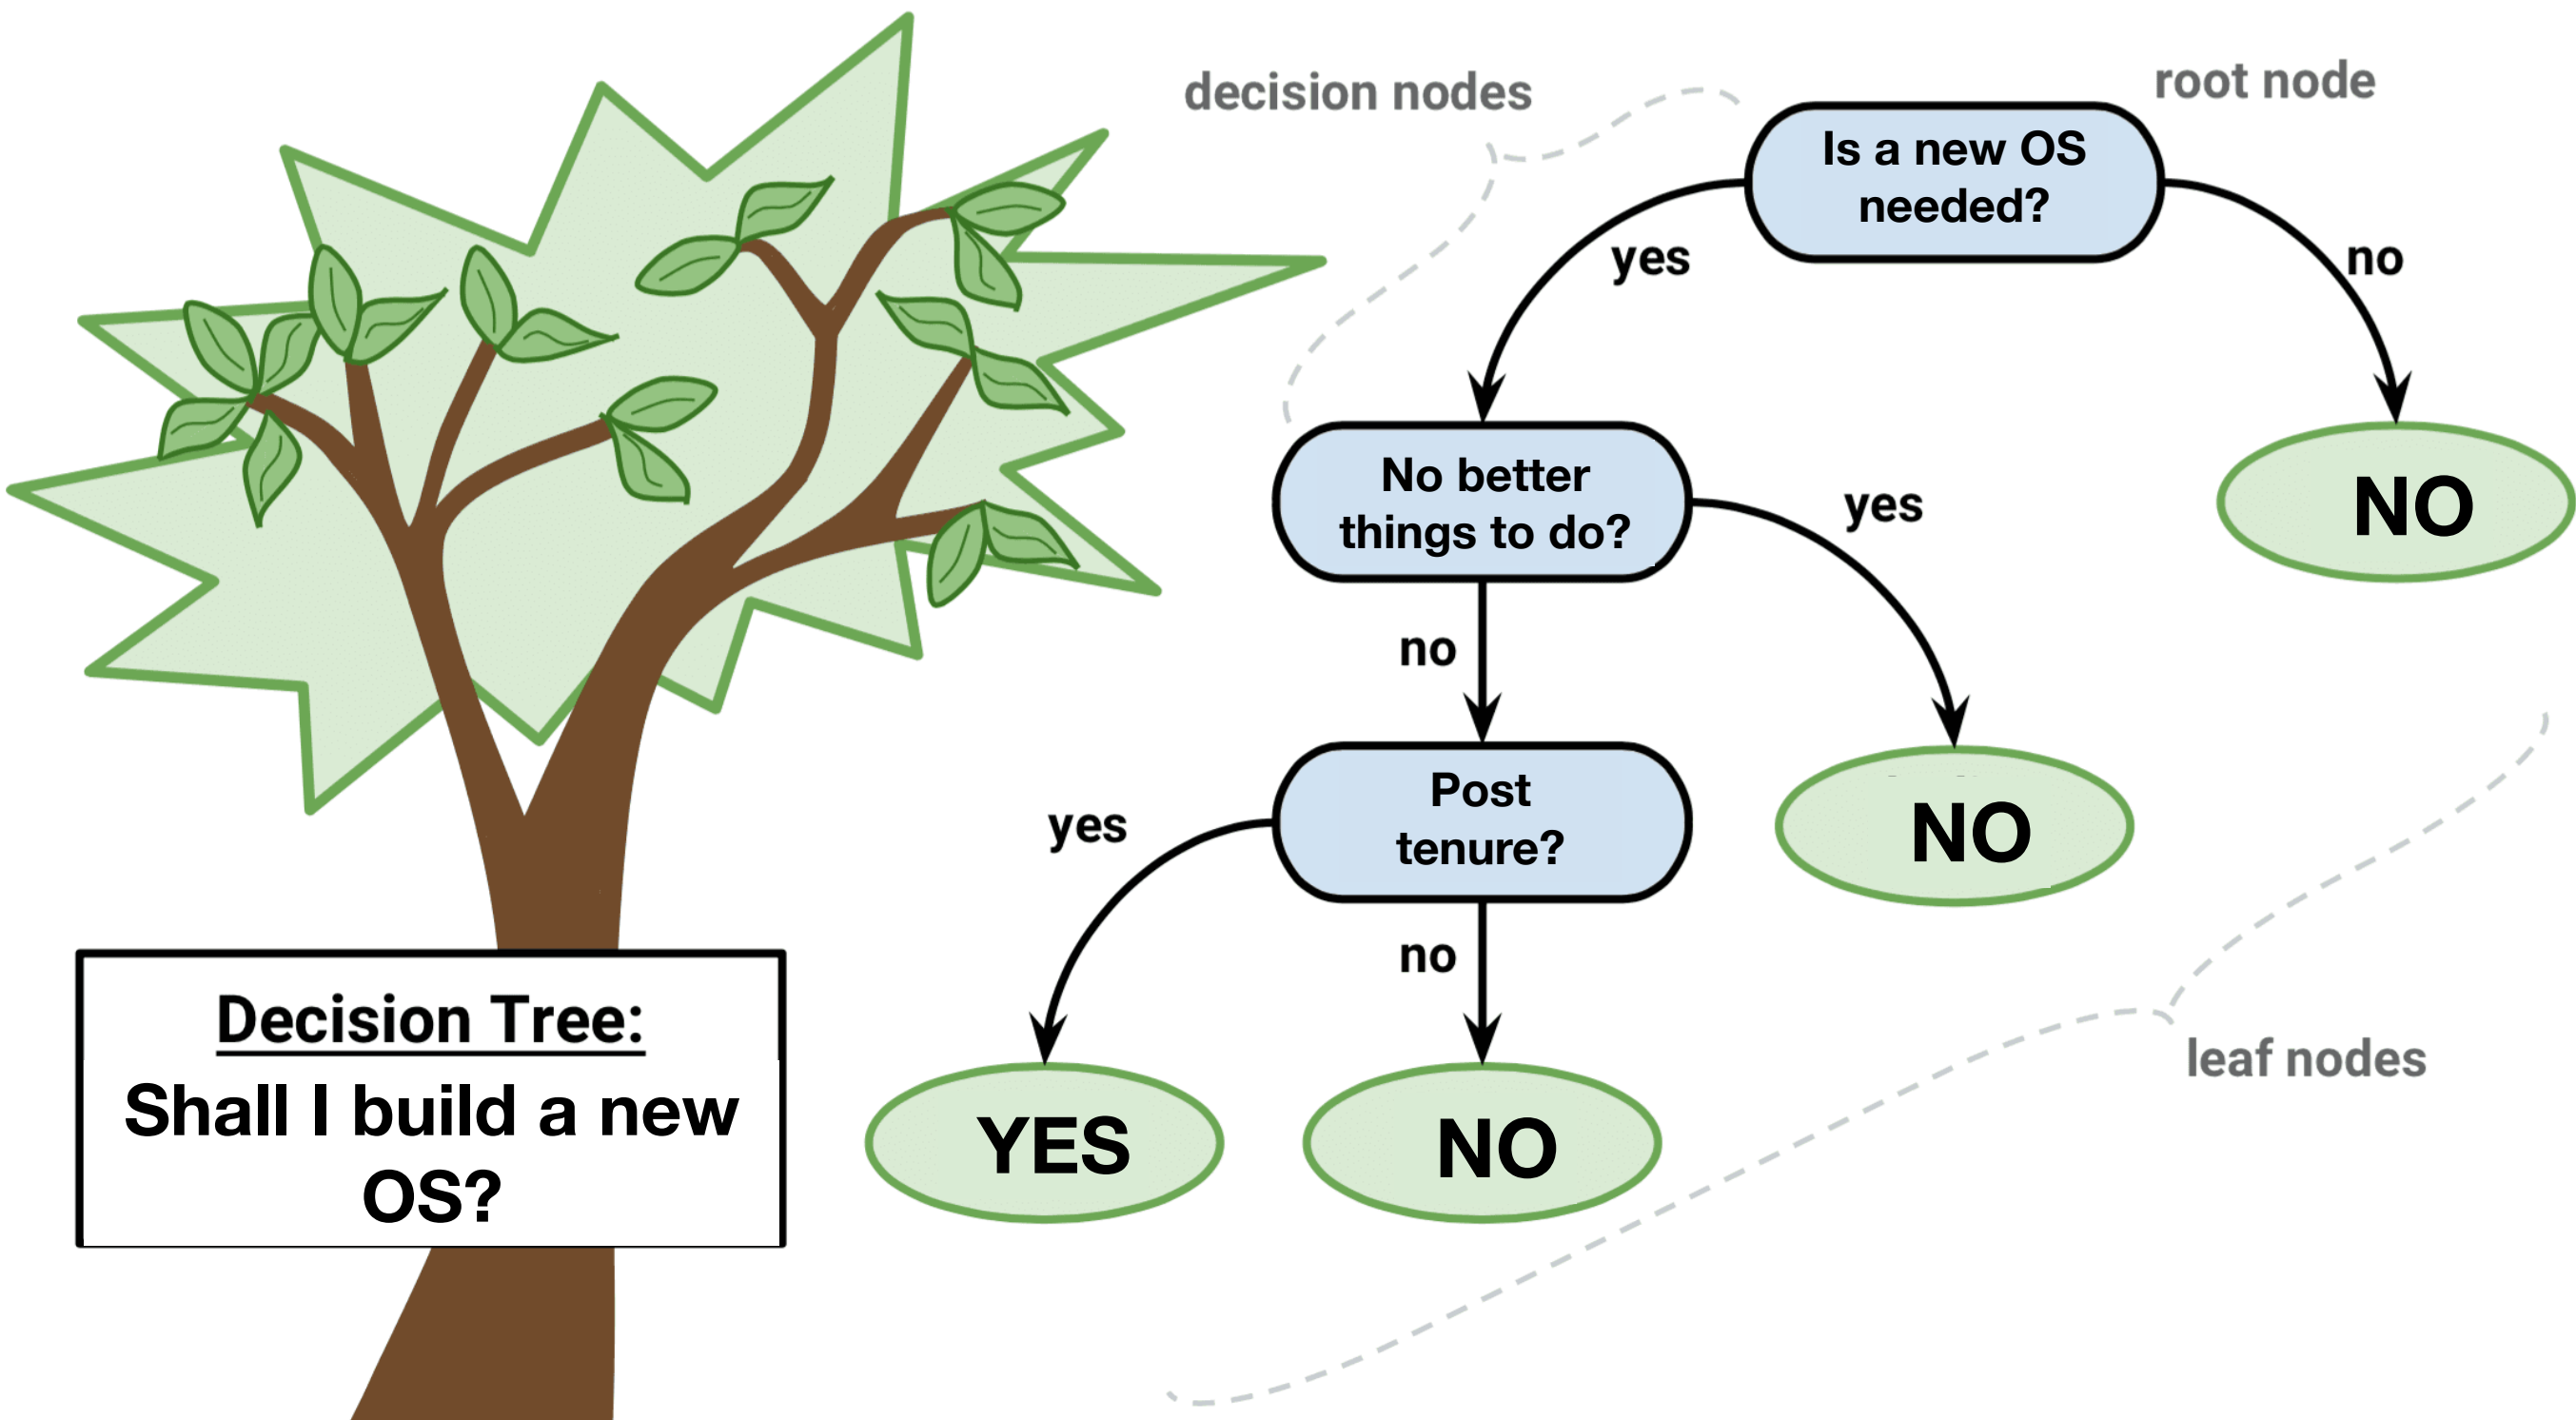 decision nodes
root node
Is a new OS
needed?
yes
no
No better
things to do?
yes
NO
no
Post
tenure?
yes
NO
no
Decision Tree:
Shall I build a new
OS?
YES
NO
leaf nodes